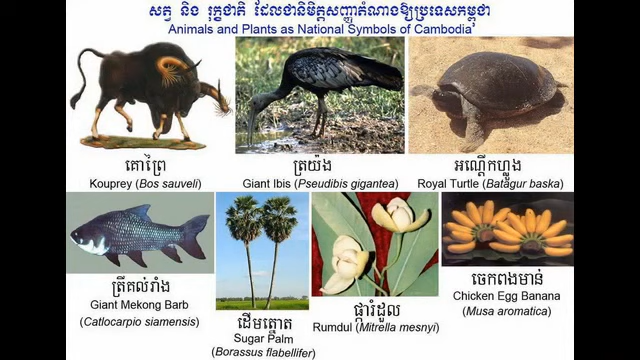 សត្វ និង រុក្ខជាតិ ដែលជានិមិត្តសញ្ញាតំណាងឱ្យប្រទេសកម្ពុជា
Animals and Plants as National Symbols of Cambodia
គោព្រៃ
Kouprey (Bos sauveli)
ត្រយ៉ង
Giant Ibis (Pseudibis gigantea)
អណ្តើកហ្លួង
Royal Turtle (Batagur baska)
ត្រីគល់រាំង
Giant Mekong Barb
(Catlocarpio siamensis)
ដើមត្នោត
Sugar Palm
(Borassus flabellifer)
ផ្ការំដួល
Rumdul (Mitrella mesnyi)
ចេកពងមាន់
Chicken Egg Banana
(Musa aromatica)